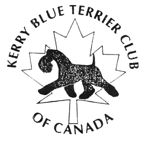 KERRY BLUE TERRIER CLUB
OF CANADA